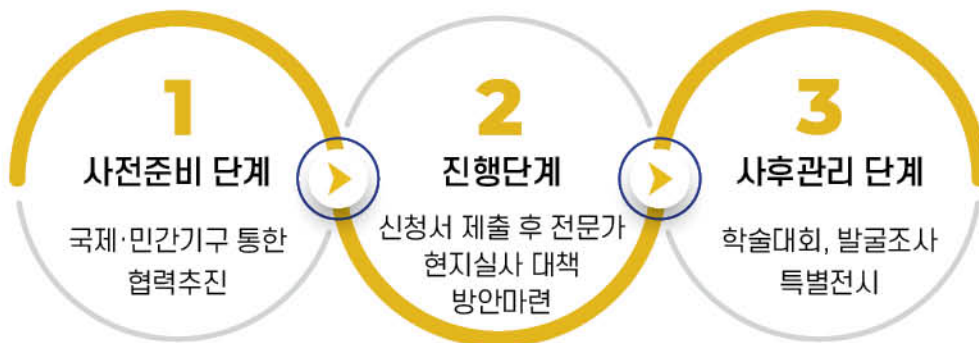 1
사전준비 단계
국제·민간기구 통한
협력추진
2
진행단계
신청서 제출 후 전문가
현지실사 대책
방안마련
3
사후관리 단계
학술대회, 발굴조사
특별전시